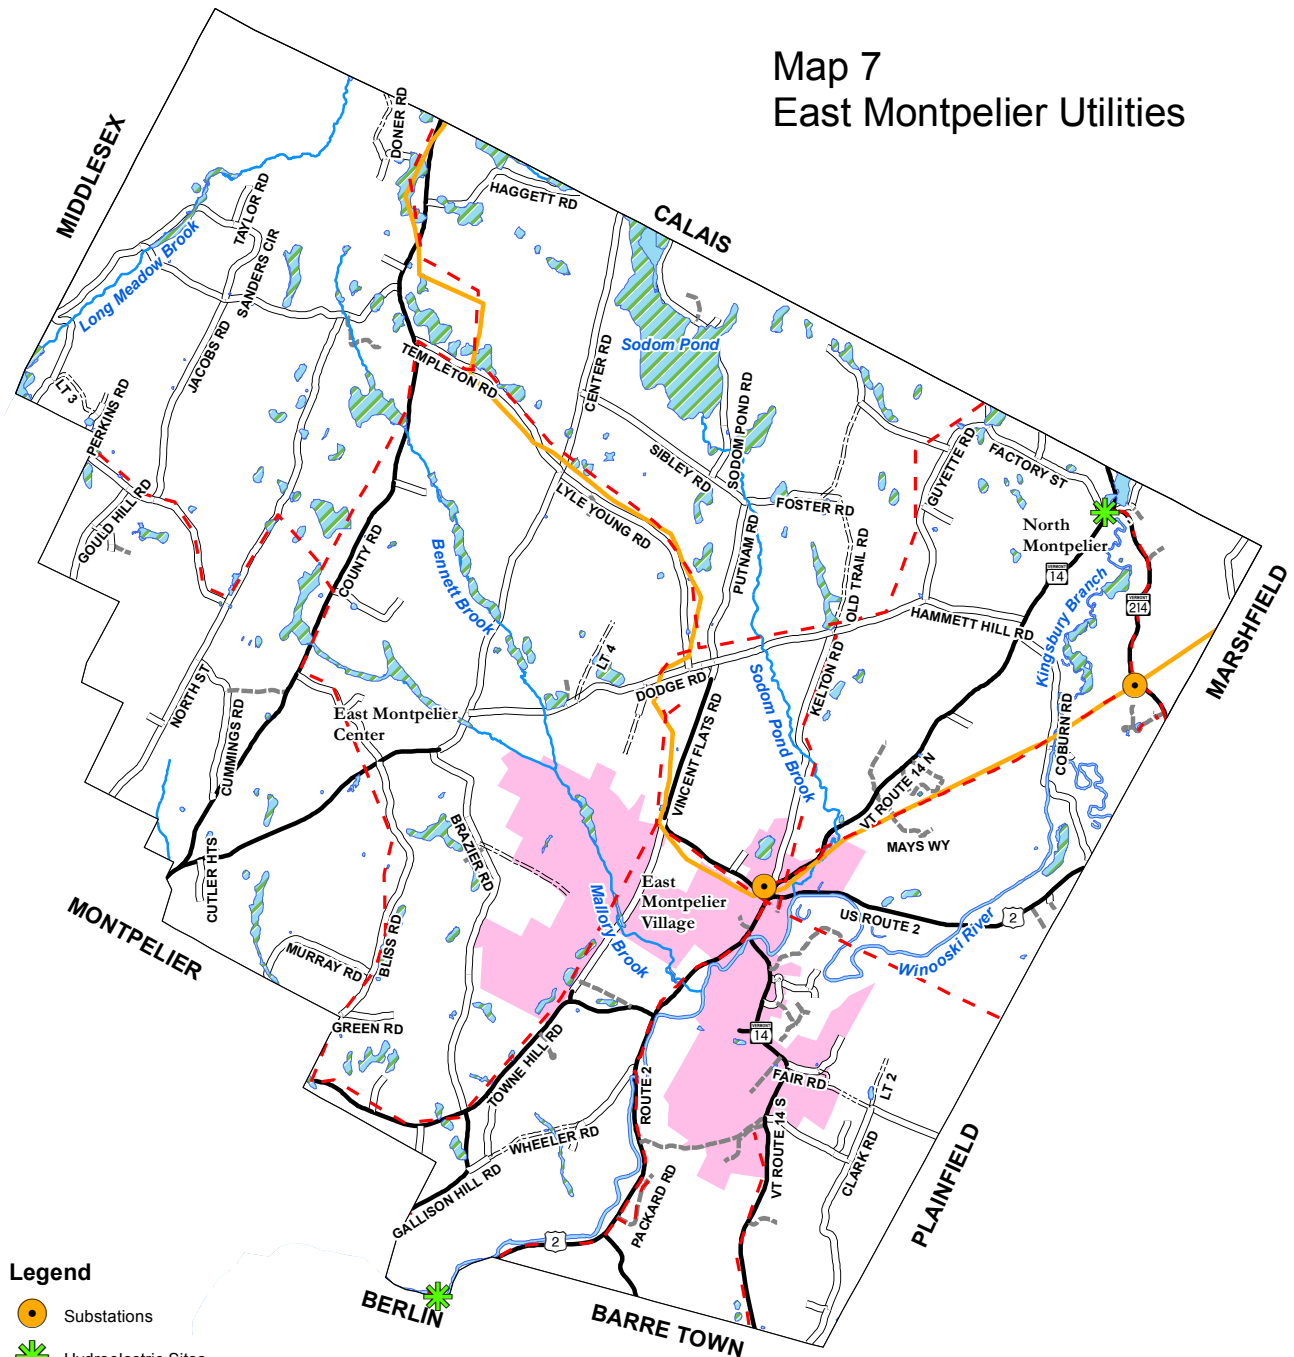 Map 7
East Montpelier Utilities
MIDDLESEX
DONER RD
HAGGETT RD
CALAIS
TAYLOR RD
Long Meadow Brook
SANDERS CIR
JACOBS RD
LT 3
PERKINS RD
GOULD HILL RD
TEMPLETON RD
CENTER RD
Sodom Pond
SODOM POND RD
SIBLEY RD
FOSTER RD
GUYETTE RD
FACTORY ST
North
Montpelier
VERMONT
14
VERMONT
214
Kingsbury Branch
MARSHFIELD
LYLE YOUNG RD
PUTNAM RD
OLD TRAIL RD
HAMMETT HILL RD
COUNTY RD
Bennett Brook
LT 4
DODGE RD
KELTON RD
Sodom Pond Brook
NORTH ST
CUMMINGS RD
East Montpelier
Center
VINCENT FLATS RD
COBURN RD
VT ROUTE 14 N
MAYS WY
CUTLER HTS
BRAZIER RD
East
Montpelier
Village
Mallory Brook
US ROUTE 2
2
Winooski River
MONTPELIER
MURRAY RD
BLISS RD
GREEN RD
TOWNE HILL RD
ROUTE 2
VERMONT
14
FAIR RD
LT 2
VT ROUTE 14 S
CLARK RD
PLAINFIELD
WHEELER RD
GALLISON HILL RD
PACKARD RD
2
BERLIN
BARRE TOWN
Legend
Substations
Hydroelectric Sites